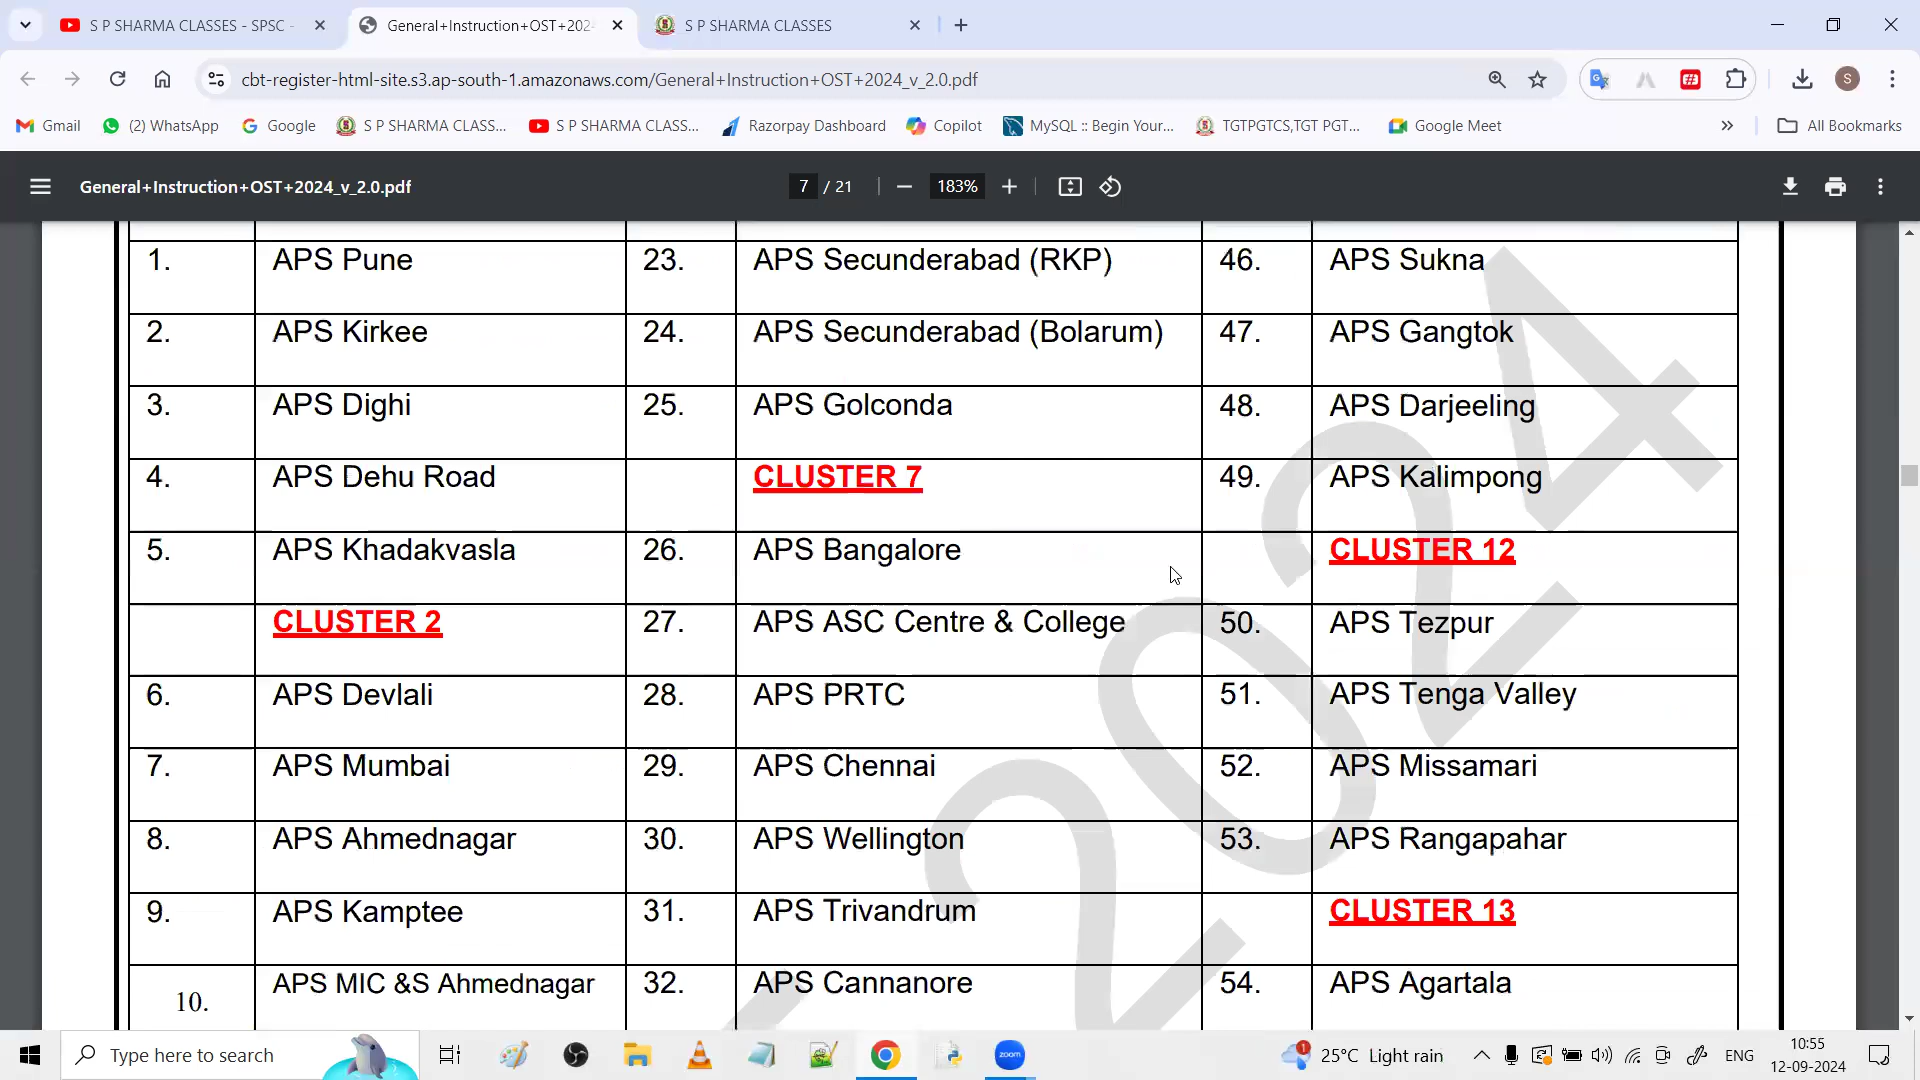 S P SHARMA CLASSES - SPSC -
General+Instruction+OST+202
S P SHARMA CLASSES
cbt-register-html-site.s3.ap-south-1.amazonaws.com/General+Instruction+OST+2024_v_2.0.pdf
S
Gmail
(2) WhatsApp
Google
S P SHARMA CLASS...
S P SHARMA CLASS...
Razorpay Dashboard
Copilot
MySQL :: Begin Your...
TGTPGTCS,TGT PGT...
Google Meet
All Bookmarks
General+Instruction+OST+2024_v_2.0.pdf
7 / 21
183%
1. APS Pune 23. APS Secunderabad (RKP) 46. APS Sukna
2. APS Kirkee 24. APS Secunderabad (Bolarum) 47. APS Gangtok
3. APS Dighi 25. APS Golconda 48. APS Darjeeling
4. APS Dehu Road CLUSTER 7 49. APS Kalimpong
5. APS Khadakvasla 26. APS Bangalore CLUSTER 12
CLUSTER 2 27. APS ASC Centre & College 50. APS Tezpur
6. APS Devlali 28. APS PRTC 51. APS Tenga Valley
7. APS Mumbai 29. APS Chennai 52. APS Missamari
8. APS Ahmednagar 30. APS Wellington 53. APS Rangapahar
9. APS Kamptee 31. APS Trivandrum CLUSTER 13
10. APS MIC &S Ahmednagar 32. APS Cannanore 54. APS Agartala
2024
Type here to search
zoom
1
25°C Light rain
ENG
10:55
12-09-2024